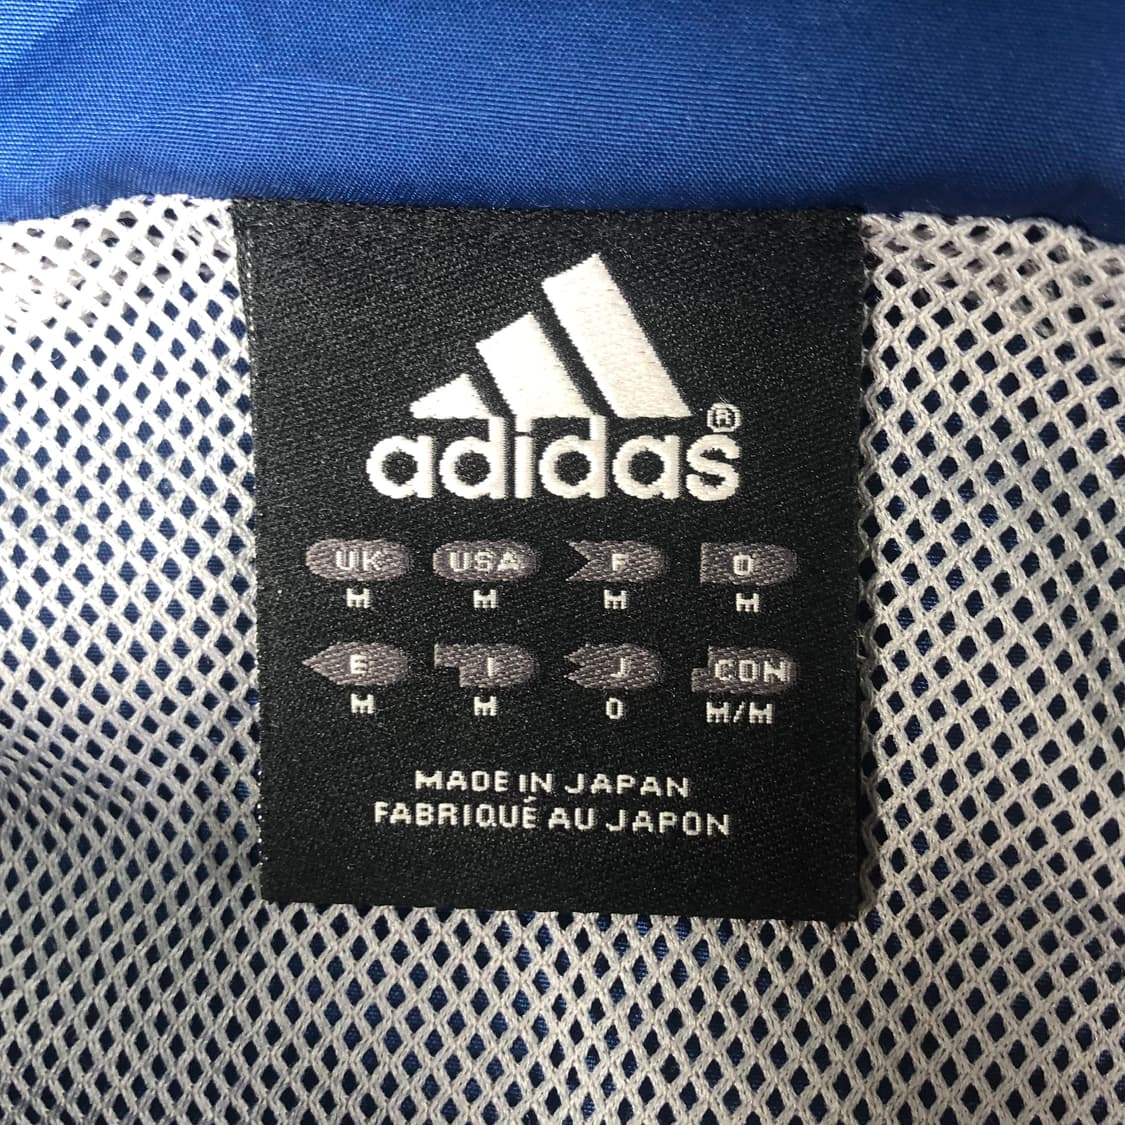 adidas®
UK USA F D
M M M M
E I J CON
M M O M/M
MADE IN JAPAN
FABRIQUÉ AU JAPON